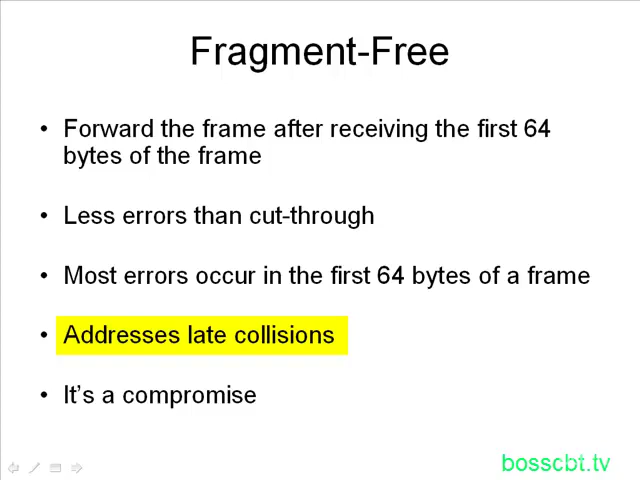 Fragment-Free
• Forward the frame after receiving the first 64
bytes of the frame
• Less errors than cut-through
• Most errors occur in the first 64 bytes of a frame
• Addresses late collisions
• It's a compromise
bosscbt.tv